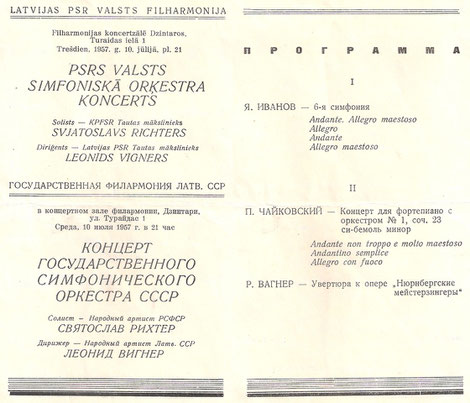 LATVIJAS PSR VALSTS FILHARMONIJA
Filharmonijas koncertzālē Dzintaros,
Turaidas ielā 1
Trešdien, 1957. g. 10. jūlijā, pl. 21
PSRS VALSTS
SIMFONISKĀ ORĶESTRA
KONCERTS
Solists — KPFSR Tautas mākslinieks
SVJATOSLAVS RICHTERS
Diriģents — Latvijas PSR Tautas mākslinieks
LEONĪDS VIGNERS
ГОСУДАРСТВЕННАЯ ФИЛАРМОНИЯ ЛАТВ. ССР
в концертном зале филармонии, Дзинтари,
ул. Турайдас 1
Среда, 10 июля 1957 г. в 21 час
КОНЦЕРТ
ГОСУДАРСТВЕННОГО
СИМФОНИЧЕСКОГО
ОРКЕСТРА СССР
Солист — Народный артист РСФСР
СВЯТОСЛАВ РИХТЕР
Дирижер — Народный артист Латв. ССР
ЛЕОНИД ВИГНЕР
ПРОГРАММА
I
Я. ИВАНОВ — 6-я симфония
Andante. Allegro maestoso
Allegro
Andante
Allegro maestoso
II
П. ЧАЙКОВСКИЙ — Концерт для фортепиано с
оркестром № 1, соч. 23
си-бемоль минор
Andante non troppo e molto maestoso
Andantino semplice
Allegro con fuoco
Р. ВАГНЕР — Увертюра к опере „Нюрнбергские
мейстерзингеры“